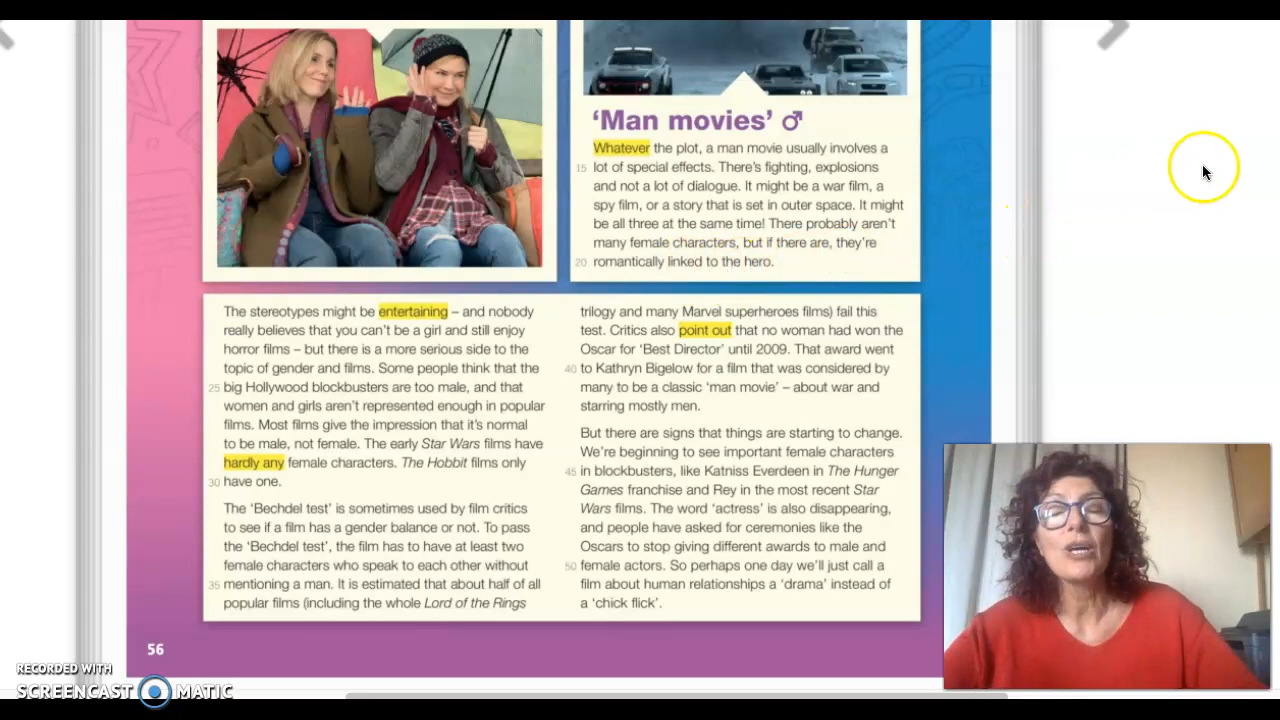 'Man movies' ♂
Whatever the plot, a man movie usually involves a
15 lot of special effects. There's fighting, explosions
and not a lot of dialogue. It might be a war film, a
spy film, or a story that is set in outer space. It might
be all three at the same time! There probably aren't
many female characters, but if there are, they're
20 romantically linked to the hero.
The stereotypes might be entertaining – and nobody
really believes that you can't be a girl and still enjoy
horror films – but there is a more serious side to the
topic of gender and films. Some people think that the
25 big Hollywood blockbusters are too male, and that
women and girls aren't represented enough in popular
films. Most films give the impression that it's normal
to be male, not female. The early Star Wars films have
hardly any female characters. The Hobbit films only
30 have one.
The 'Bechdel test' is sometimes used by film critics
to see if a film has a gender balance or not. To pass
the 'Bechdel test', the film has to have at least two
female characters who speak to each other without
35 mentioning a man. It is estimated that about half of all
popular films (including the whole Lord of the Rings
trilogy and many Marvel superheroes films) fail this
test. Critics also point out that no woman had won the
Oscar for 'Best Director' until 2009. That award went
40 to Kathryn Bigelow for a film that was considered by
many to be a classic 'man movie' – about war and
starring mostly men.
But there are signs that things are starting to change.
We're beginning to see important female characters
45 in blockbusters, like Katniss Everdeen in The Hunger
Games franchise and Rey in the most recent Star
Wars films. The word 'actress' is also disappearing,
and people have asked for ceremonies like the
Oscars to stop giving different awards to male and
50 female actors. So perhaps one day we'll just call a
film about human relationships a 'drama' instead of
a 'chick flick'.
56
RECORDED WITH
SCREENCAST MATIC